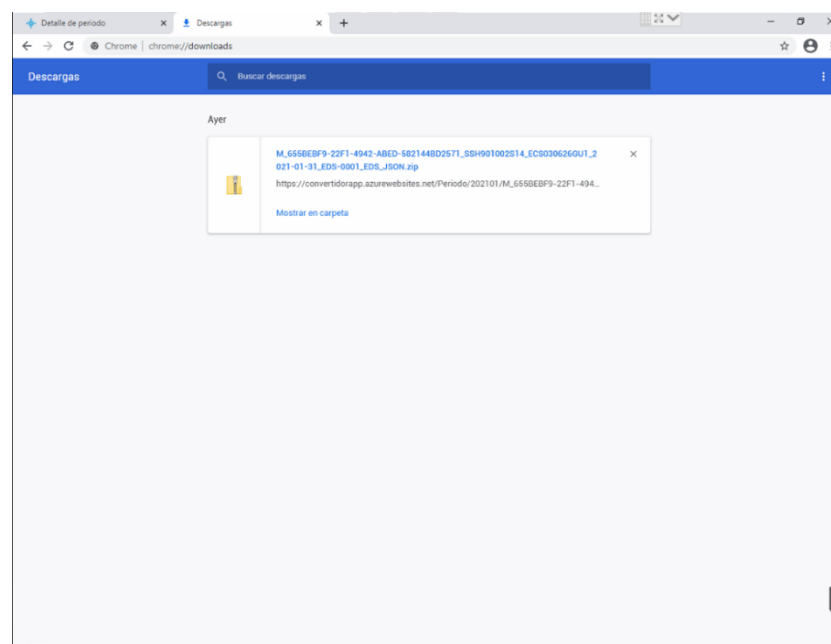 Detalle de periodo
Descargas
Chrome | chrome://downloads
Descargas
Buscar descargas
Ayer
M_655BEBF9-22F1-4942-ABED-582144BD2571_SSH901002S14_ECS030626GU1_2
021-01-31_EDS-0001_EDS_JSON.zip
https://convertidorapp.azurewebsites.net/Periodo/202101/M_655BEBF9-22F1-494...
Mostrar en carpeta